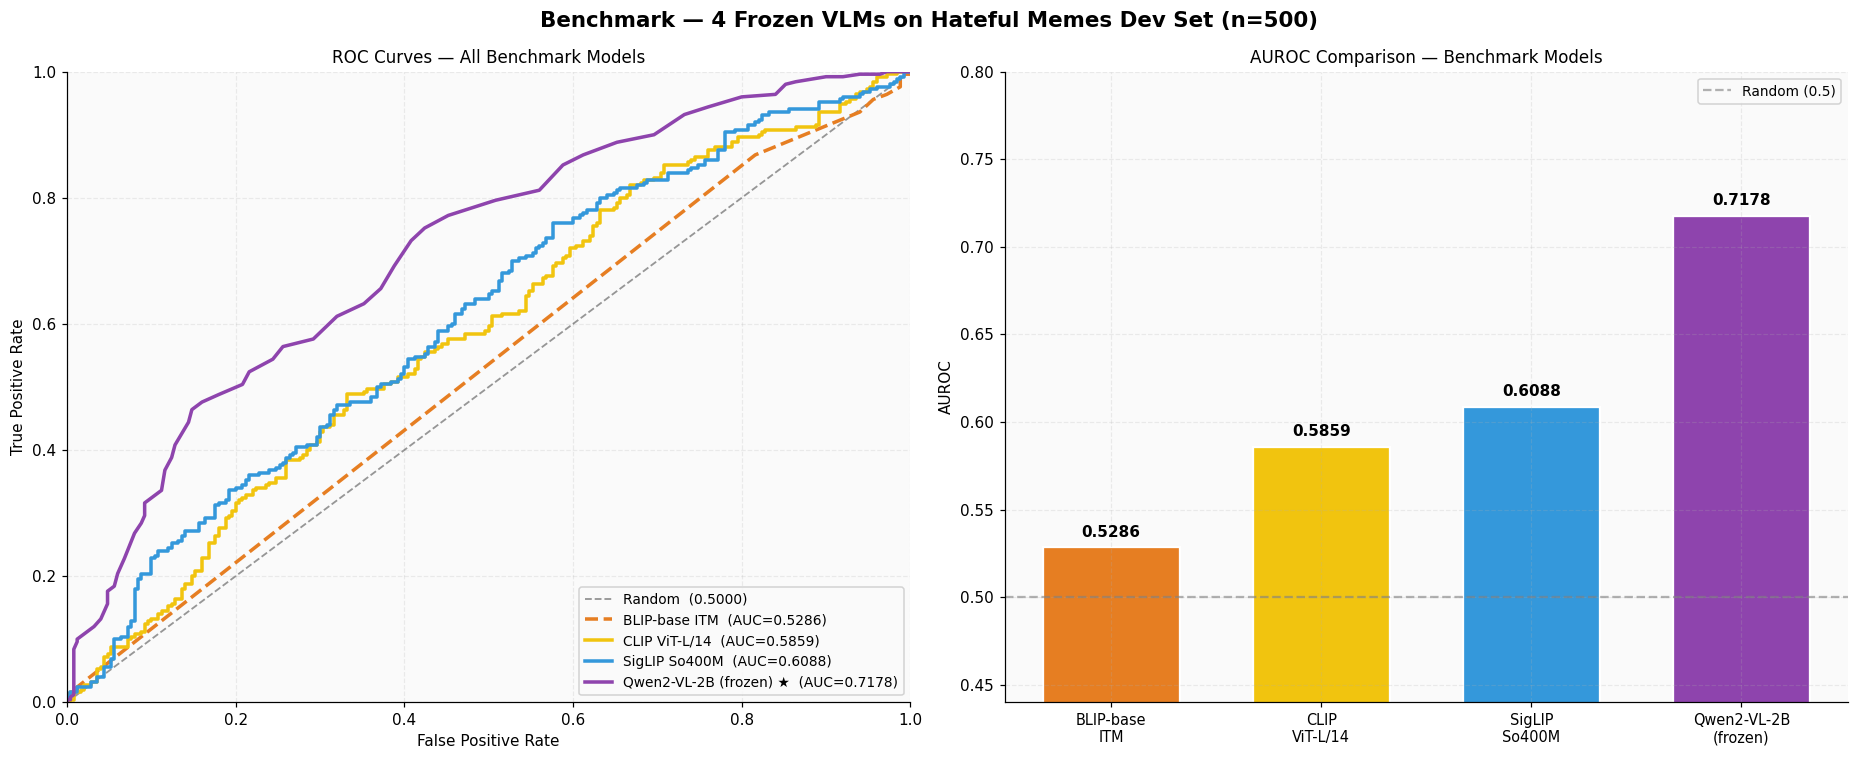 Benchmark — 4 Frozen VLMs on Hateful Memes Dev Set (n=500)
ROC Curves — All Benchmark Models
True Positive Rate
1.0
0.8
0.6
0.4
0.2
0.0
0.0 0.2 0.4 0.6 0.8 1.0
False Positive Rate
Random (0.5000)
BLIP-base ITM (AUC=0.5286)
CLIP ViT-L/14 (AUC=0.5859)
SigLIP So400M (AUC=0.6088)
Qwen2-VL-2B (frozen) ★ (AUC=0.7178)
AUROC Comparison — Benchmark Models
AUROC
0.80
0.75
0.70
0.65
0.60
0.55
0.50
0.45
Random (0.5)
0.5286
0.5859
0.6088
0.7178
BLIP-base
ITM
CLIP
ViT-L/14
SigLIP
So400M
Qwen2-VL-2B
(frozen)